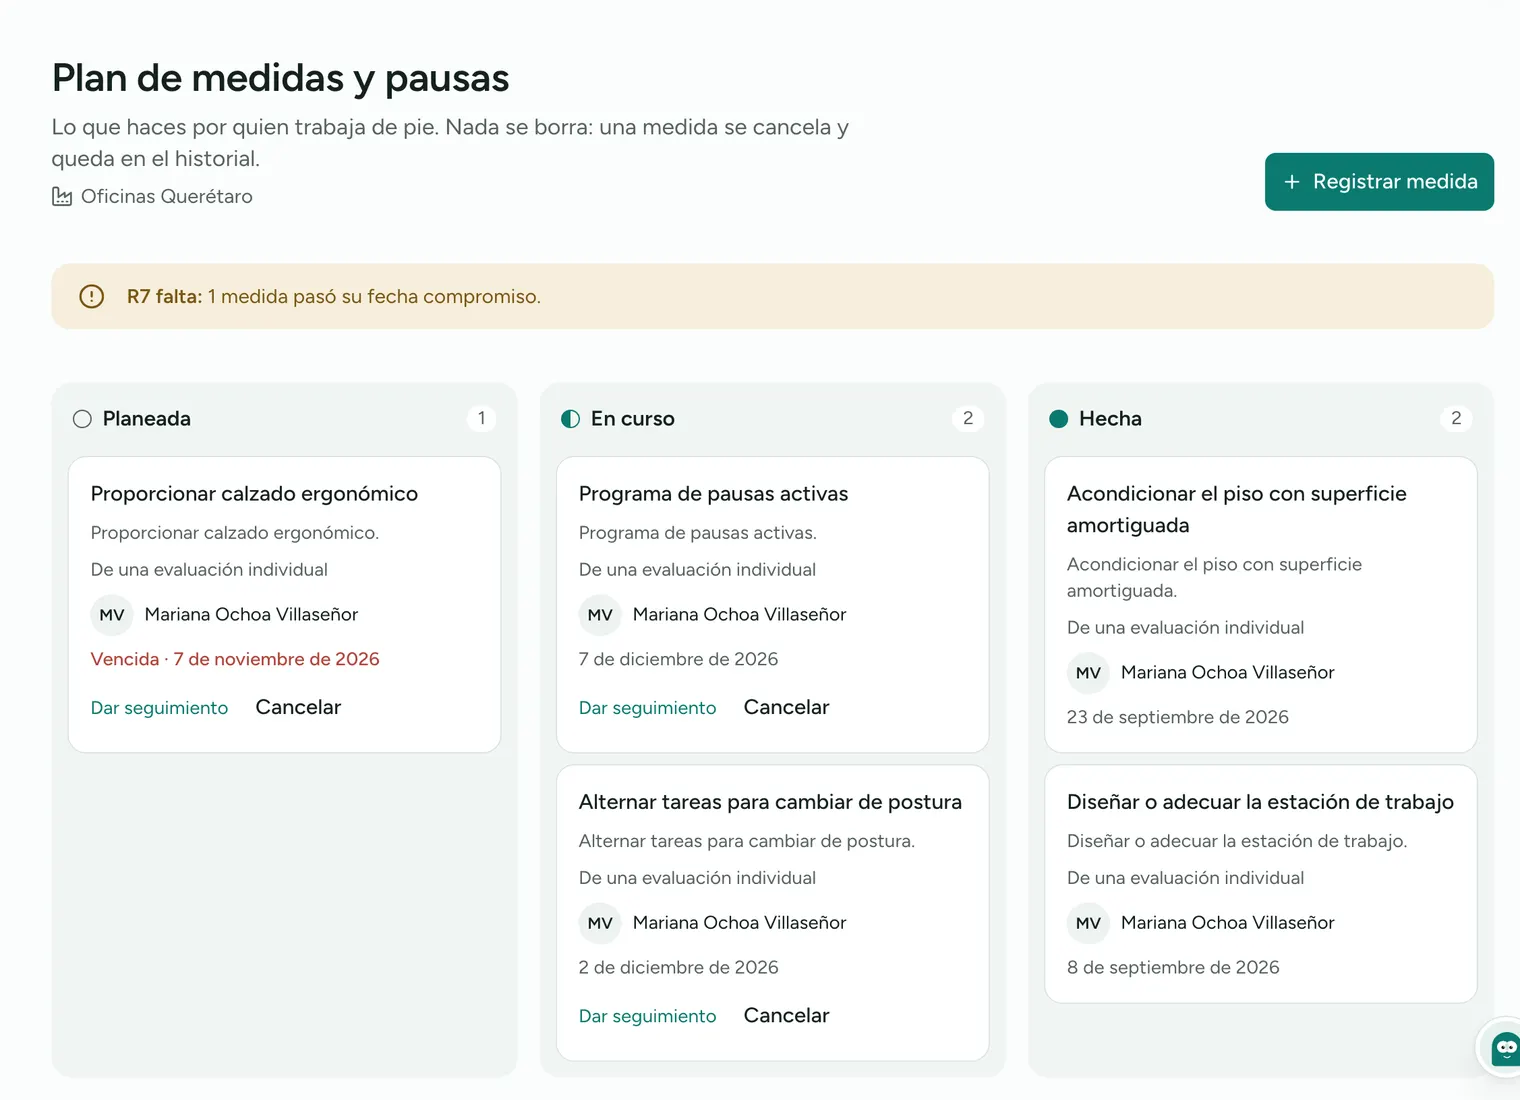 Plan de medidas y pausas
Lo que haces por quien trabaja de pie. Nada se borra: una medida se cancela y
queda en el historial.
Oficinas Querétaro
+ Registrar medida
R7 falta: 1 medida pasó su fecha compromiso.
Planeada 1
Proporcionar calzado ergonómico
Proporcionar calzado ergonómico.
De una evaluación individual
MV Mariana Ochoa Villaseñor
Vencida · 7 de noviembre de 2026
Dar seguimiento Cancelar
En curso 2
Programa de pausas activas
Programa de pausas activas.
De una evaluación individual
MV Mariana Ochoa Villaseñor
7 de diciembre de 2026
Dar seguimiento Cancelar
Alternar tareas para cambiar de postura
Alternar tareas para cambiar de postura.
De una evaluación individual
MV Mariana Ochoa Villaseñor
2 de diciembre de 2026
Dar seguimiento Cancelar
Hecha 2
Acondicionar el piso con superficie
amortiguada
Acondicionar el piso con superficie
amortiguada.
De una evaluación individual
MV Mariana Ochoa Villaseñor
23 de septiembre de 2026
Diseñar o adecuar la estación de trabajo
Diseñar o adecuar la estación de trabajo.
De una evaluación individual
MV Mariana Ochoa Villaseñor
8 de septiembre de 2026